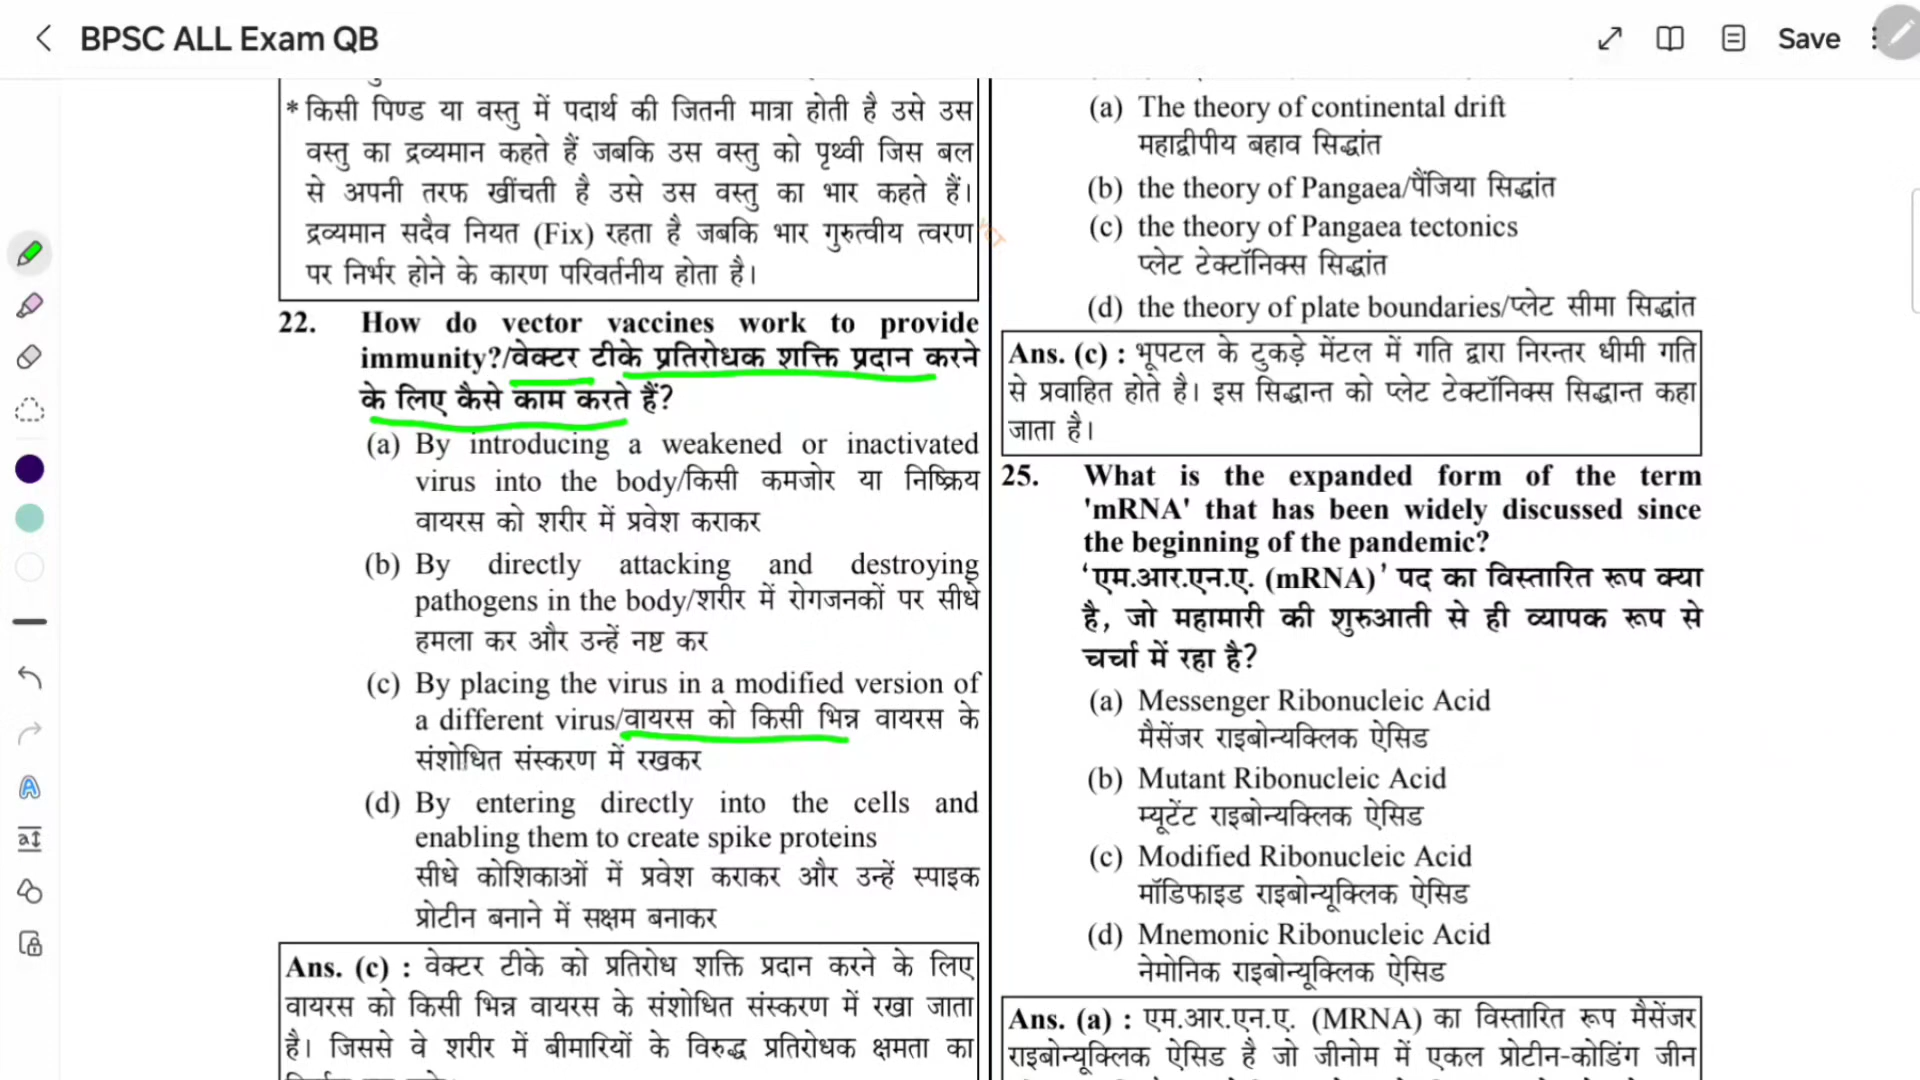 BPSC ALL Exam QB
Save
* किसी पिण्ड या वस्तु में पदार्थ की जितनी मात्रा होती है उसे उस
वस्तु का द्रव्यमान कहते हैं जबकि उस वस्तु को पृथ्वी जिस बल
से अपनी तरफ खींचती है उसे उस वस्तु का भार कहते हैं।
द्रव्यमान सदैव नियत (Fix) रहता है जबकि भार गुरुत्वीय त्वरण
पर निर्भर होने के कारण परिवर्तनीय होता है।
22. How do vector vaccines work to provide
immunity?/वेक्टर टीके प्रतिरोधक शक्ति प्रदान करने
के लिए कैसे काम करते हैं?
(a) By introducing a weakened or inactivated
virus into the body/किसी कमजोर या निष्क्रिय
वायरस को शरीर में प्रवेश कराकर
(b) By directly attacking and destroying
pathogens in the body/शरीर में रोगजनकों पर सीधे
हमला कर और उन्हें नष्ट कर
(c) By placing the virus in a modified version of
a different virus/वायरस को किसी भिन्न वायरस के
संशोधित संस्करण में रखकर
(d) By entering directly into the cells and
enabling them to create spike proteins
सीधे कोशिकाओं में प्रवेश कराकर और उन्हें स्पाइक
प्रोटीन बनाने में सक्षम बनाकर
Ans. (c) : वेक्टर टीके को प्रतिरोध शक्ति प्रदान करने के लिए
वायरस को किसी भिन्न वायरस के संशोधित संस्करण में रखा जाता
है। जिससे वे शरीर में बीमारियों के विरुद्ध प्रतिरोधक क्षमता का
(a) The theory of continental drift
महाद्वीपीय बहाव सिद्धांत
(b) the theory of Pangaea/पैंजिया सिद्धांत
(c) the theory of Pangaea tectonics
प्लेट टेक्टॉनिक्स सिद्धांत
(d) the theory of plate boundaries/प्लेट सीमा सिद्धांत
Ans. (c) : भूपटल के टुकड़े मेंटल में गति द्वारा निरन्तर धीमी गति
से प्रवाहित होते है। इस सिद्धान्त को प्लेट टेक्टॉनिक्स सिद्धान्त कहा
जाता है।
25. What is the expanded form of the term
'mRNA' that has been widely discussed since
the beginning of the pandemic?
‘एम.आर.एन.ए. (mRNA)’ पद का विस्तारित रूप क्या
है, जो महामारी की शुरुआती से ही व्यापक रूप से
चर्चा में रहा है?
(a) Messenger Ribonucleic Acid
मैसेंजर राइबोन्यक्लिक ऐसिड
(b) Mutant Ribonucleic Acid
म्यूटेंट राइबोन्यक्लिक ऐसिड
(c) Modified Ribonucleic Acid
मॉडिफाइड राइबोन्यूक्लिक ऐसिड
(d) Mnemonic Ribonucleic Acid
नेमोनिक राइबोन्यूक्लिक ऐसिड
Ans. (a) : एम.आर.एन.ए. (MRNA) का विस्तारित रूप मैसेंजर
राइबोन्यूक्लिक ऐसिड है जो जीनोम में एकल प्रोटीन-कोडिंग जीन